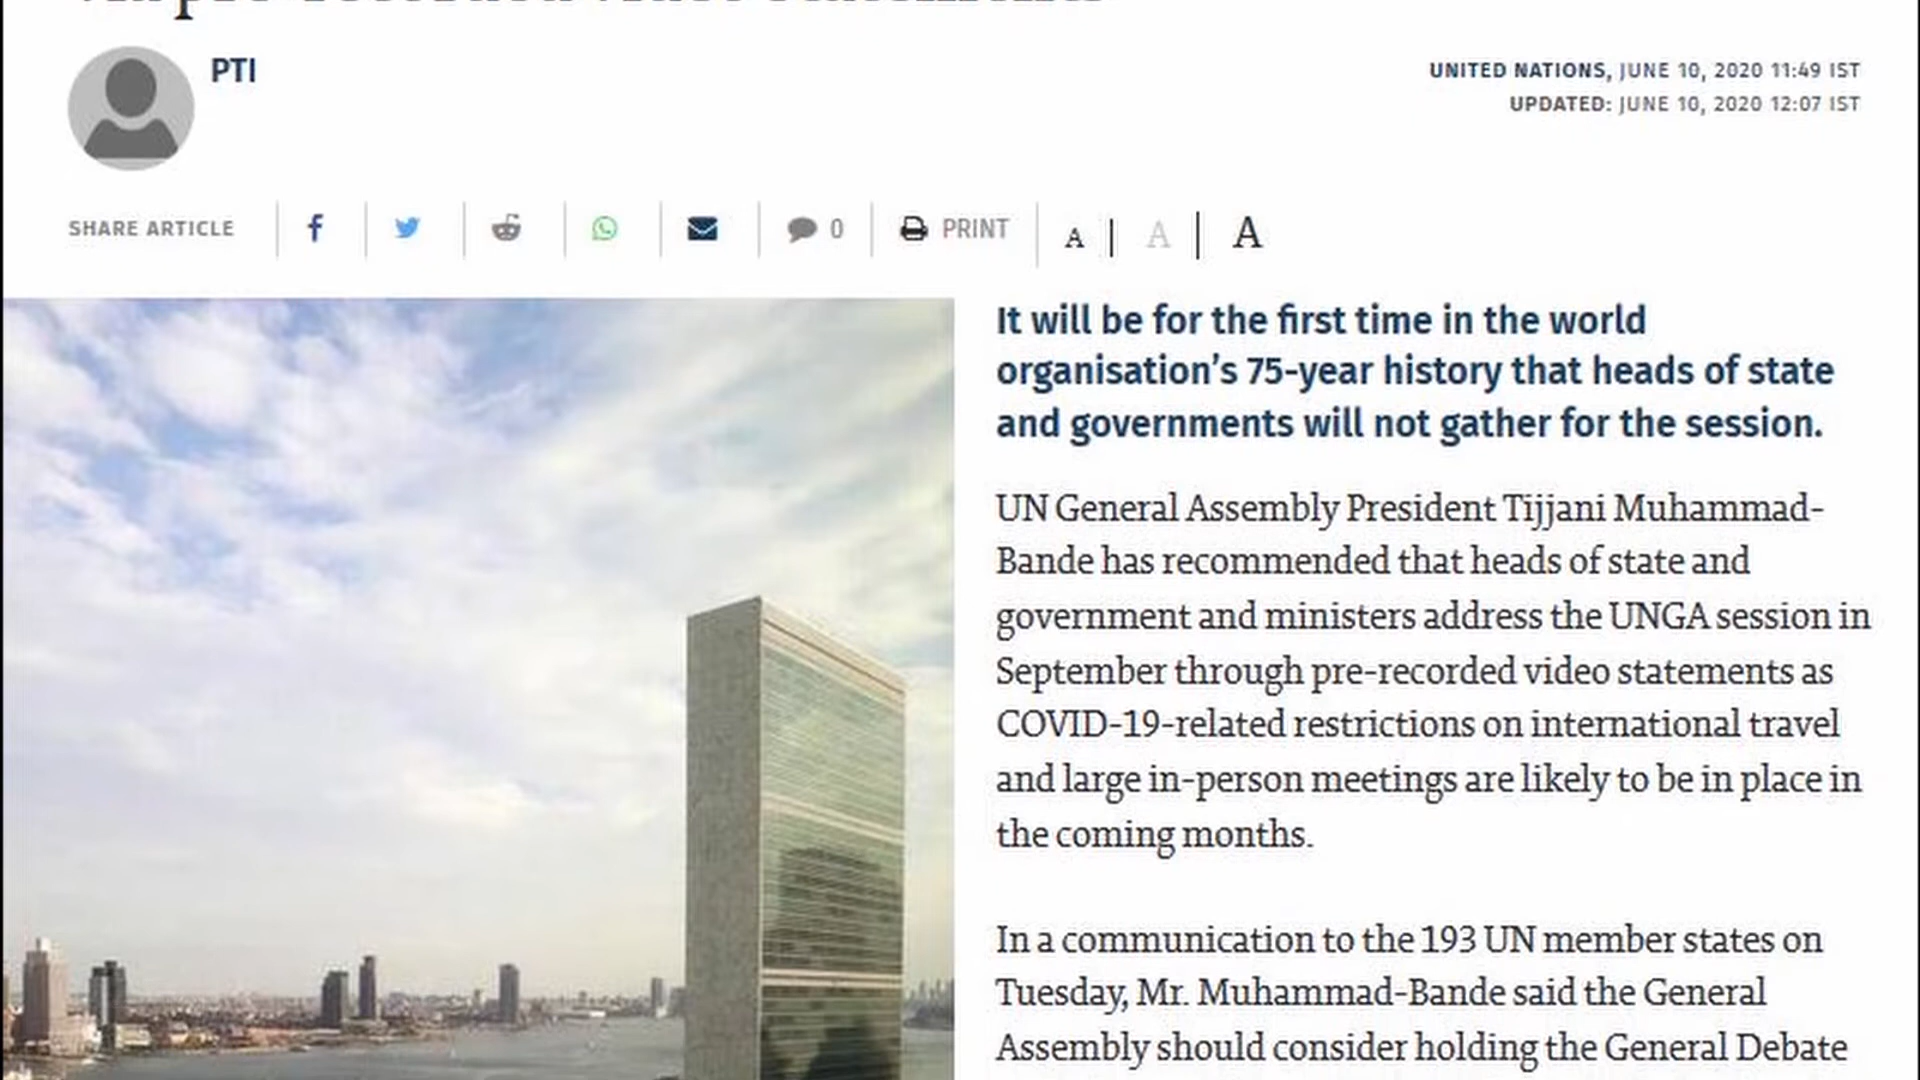 PTI
UNITED NATIONS, JUNE 10, 2020 11:49 IST
UPDATED: JUNE 10, 2020 12:07 IST
SHARE ARTICLE
0
PRINT
A | A | A
It will be for the first time in the world
organisation’s 75-year history that heads of state
and governments will not gather for the session.
UN General Assembly President Tijjani Muhammad-
Bande has recommended that heads of state and
government and ministers address the UNGA session in
September through pre-recorded video statements as
COVID-19-related restrictions on international travel
and large in-person meetings are likely to be in place in
the coming months.
In a communication to the 193 UN member states on
Tuesday, Mr. Muhammad-Bande said the General
Assembly should consider holding the General Debate